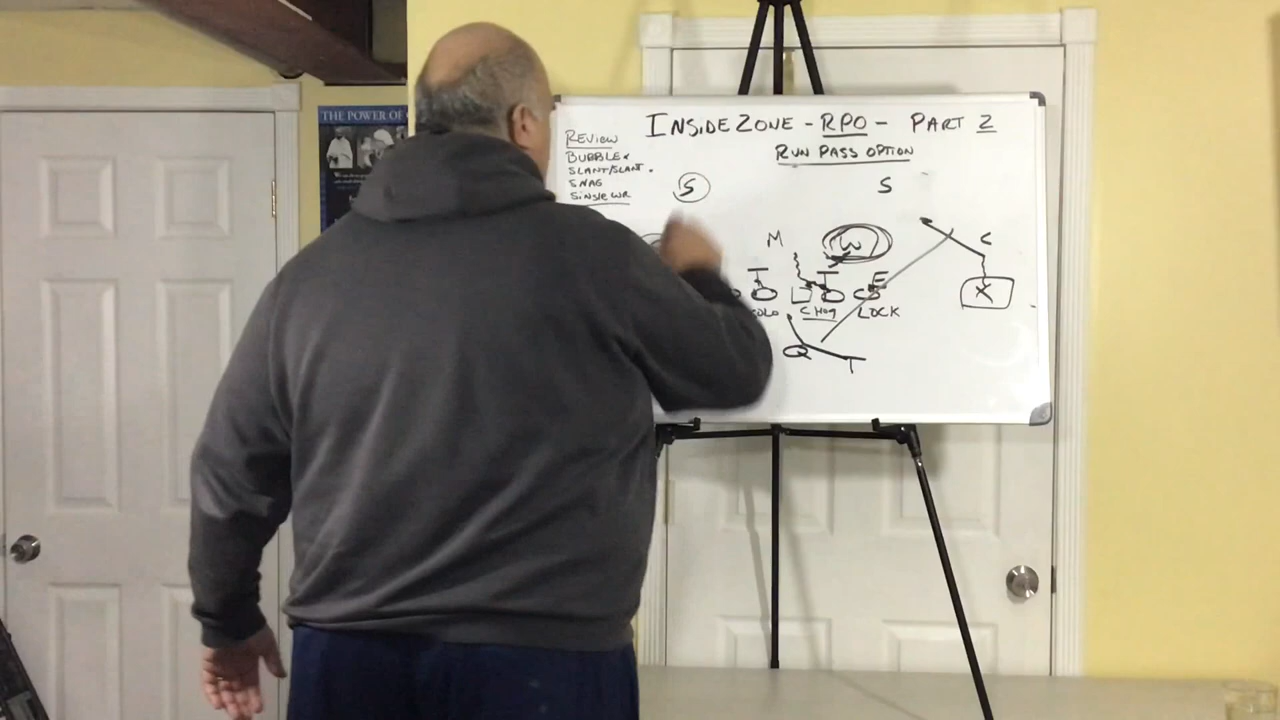 THE POWER OF
INSIDE ZONE - RPO - PART 2
RUN PASS OPTION
REVIEW
BUBBLE
SLANT/SLANT
SNAG
SINGLE WR
S
S
M
W
C
T
T
E
X
C HOG
LOCK
Q
T